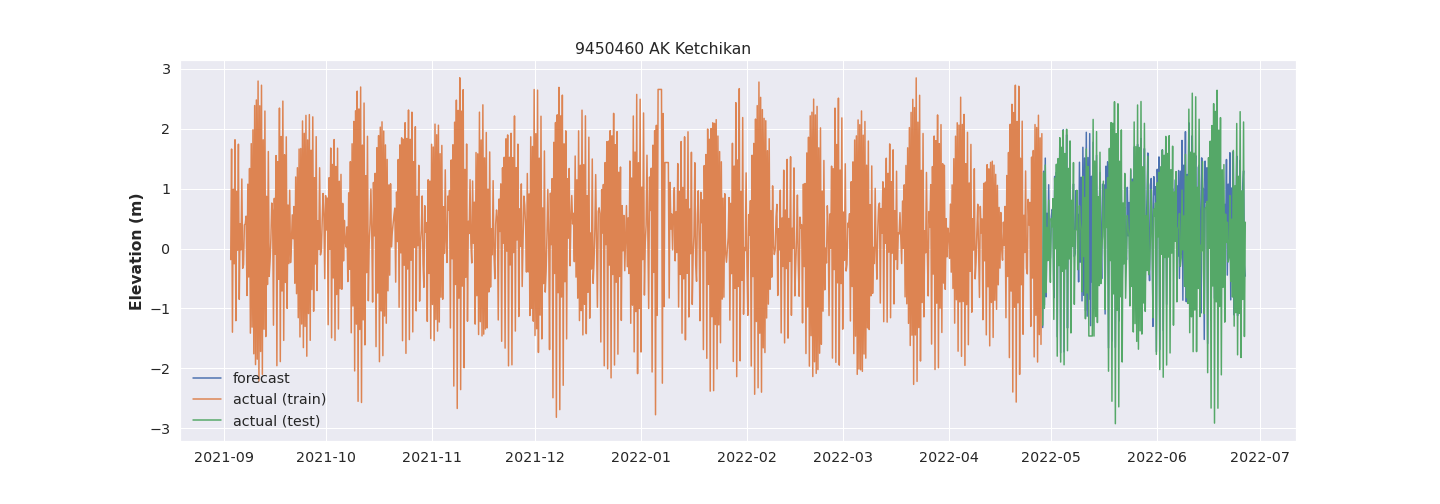 9450460 AK Ketchikan
3
2
1
0
−1
−2
−3
Elevation (m)
forecast
actual (train)
actual (test)
2021-09 2021-10 2021-11 2021-12 2022-01 2022-02 2022-03 2022-04 2022-05 2022-06 2022-07